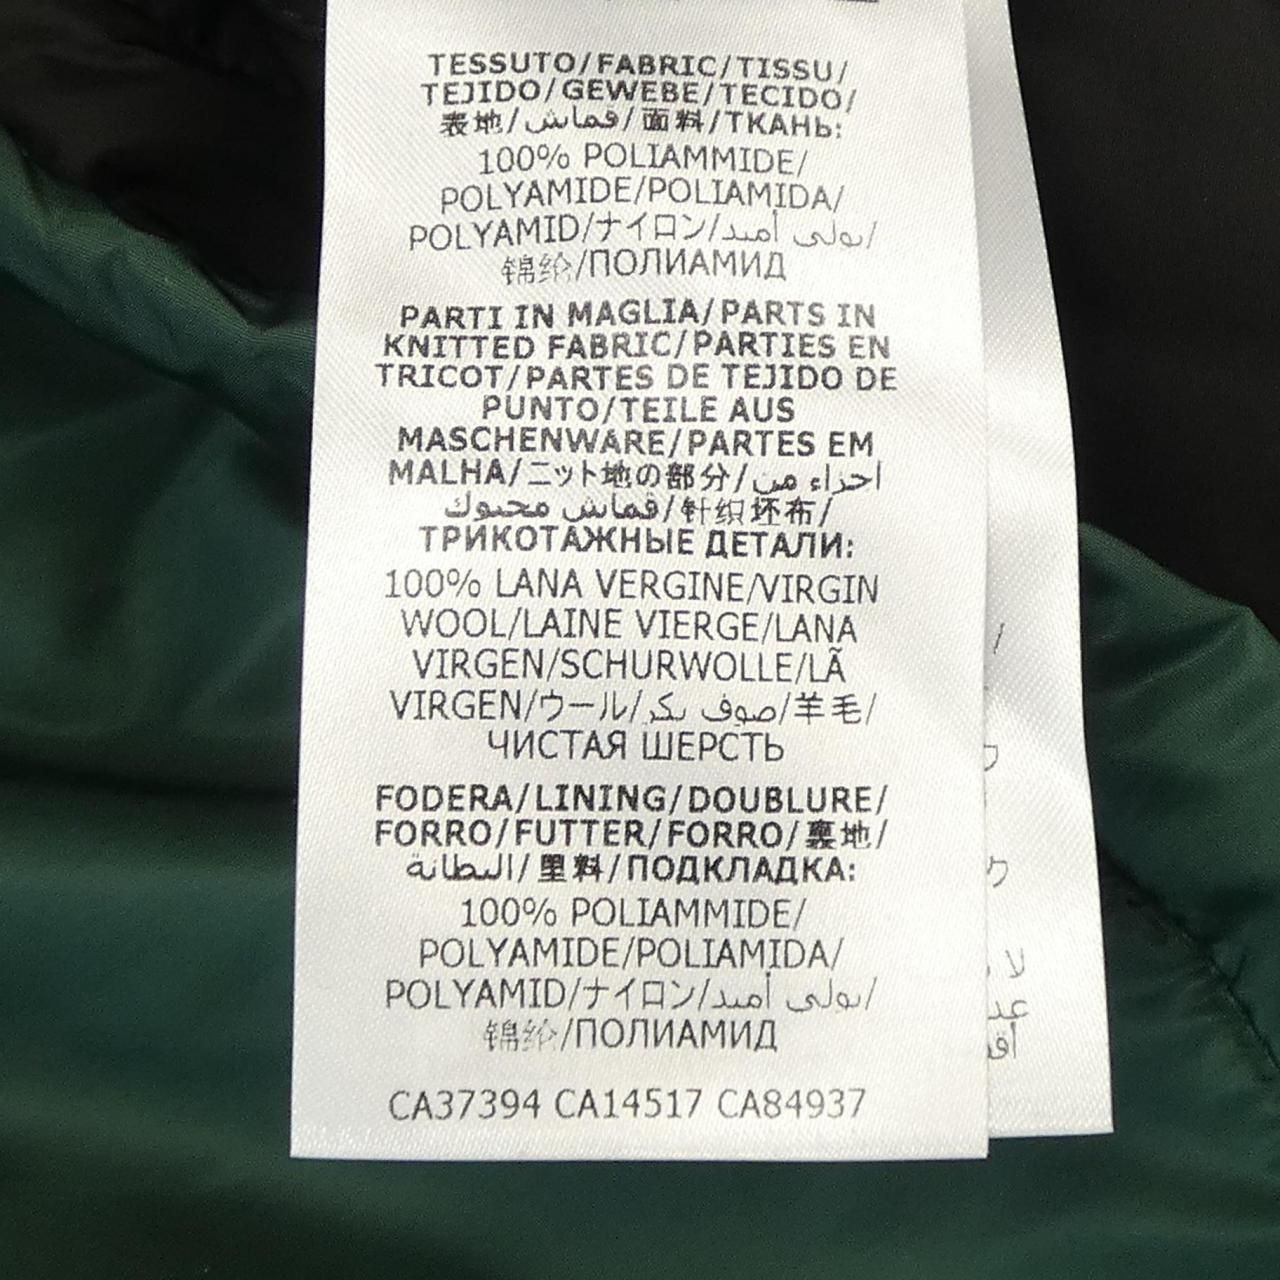 TESSUTO/FABRIC/TISSU/
TEJIDO/GEWEBE/TECIDO/
表地/قماش/面料/ТКАНЬ:
100% POLIAMMIDE/
POLYAMIDE/POLIAMIDA/
POLYAMID/ナイロン/بولي أميد/
锦纶/ПОЛИАМИД
PARTI IN MAGLIA/PARTS IN
KNITTED FABRIC/PARTIES EN
TRICOT/PARTES DE TEJIDO DE
PUNTO/TEILE AUS
MASCHENWARE/PARTES EM
MALHA/ニット地の部分/أجزاء من
قماش محبوك/针织坯布/
ТРИКОТАЖНЫЕ ДЕТАЛИ:
100% LANA VERGINE/VIRGIN
WOOL/LAINE VIERGE/LANA
VIRGEN/SCHURWOLLE/LÃ
VIRGEN/ウール/صوف بكر/羊毛/
ЧИСТАЯ ШЕРСТЬ
FODERA/LINING/DOUBLURE/
FORRO/FUTTER/FORRO/裏地/
البطانة/里料/ПОДКЛАДКА:
100% POLIAMMIDE/
POLYAMIDE/POLIAMIDA/
POLYAMID/ナイロン/بولي أميد/
锦纶/ПОЛИАМИД
CA37394 CA14517 CA84937